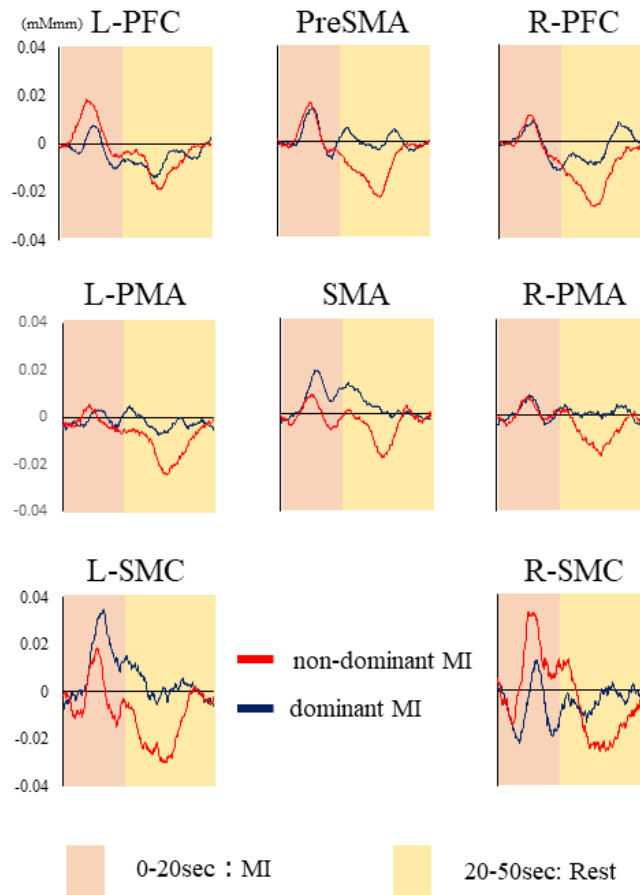 (mMmm) L-PFC PreSMA R-PFC
0.04
0.02
0
-0.02
-0.04
L-PMA SMA R-PMA
0.04
0.02
0
-0.02
-0.04
L-SMC R-SMC
0.04
0.02
0
-0.02
-0.04
non-dominant MI
dominant MI
0-20sec：MI 20-50sec: Rest